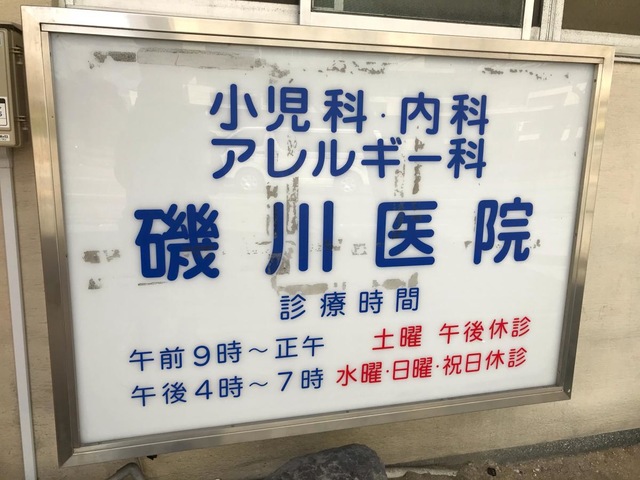 小児科・内科
アレルギー科
磯川医院
診療時間
午前9時～正午
午後4時～7時
土曜 午後休診
水曜・日曜・祝日休診